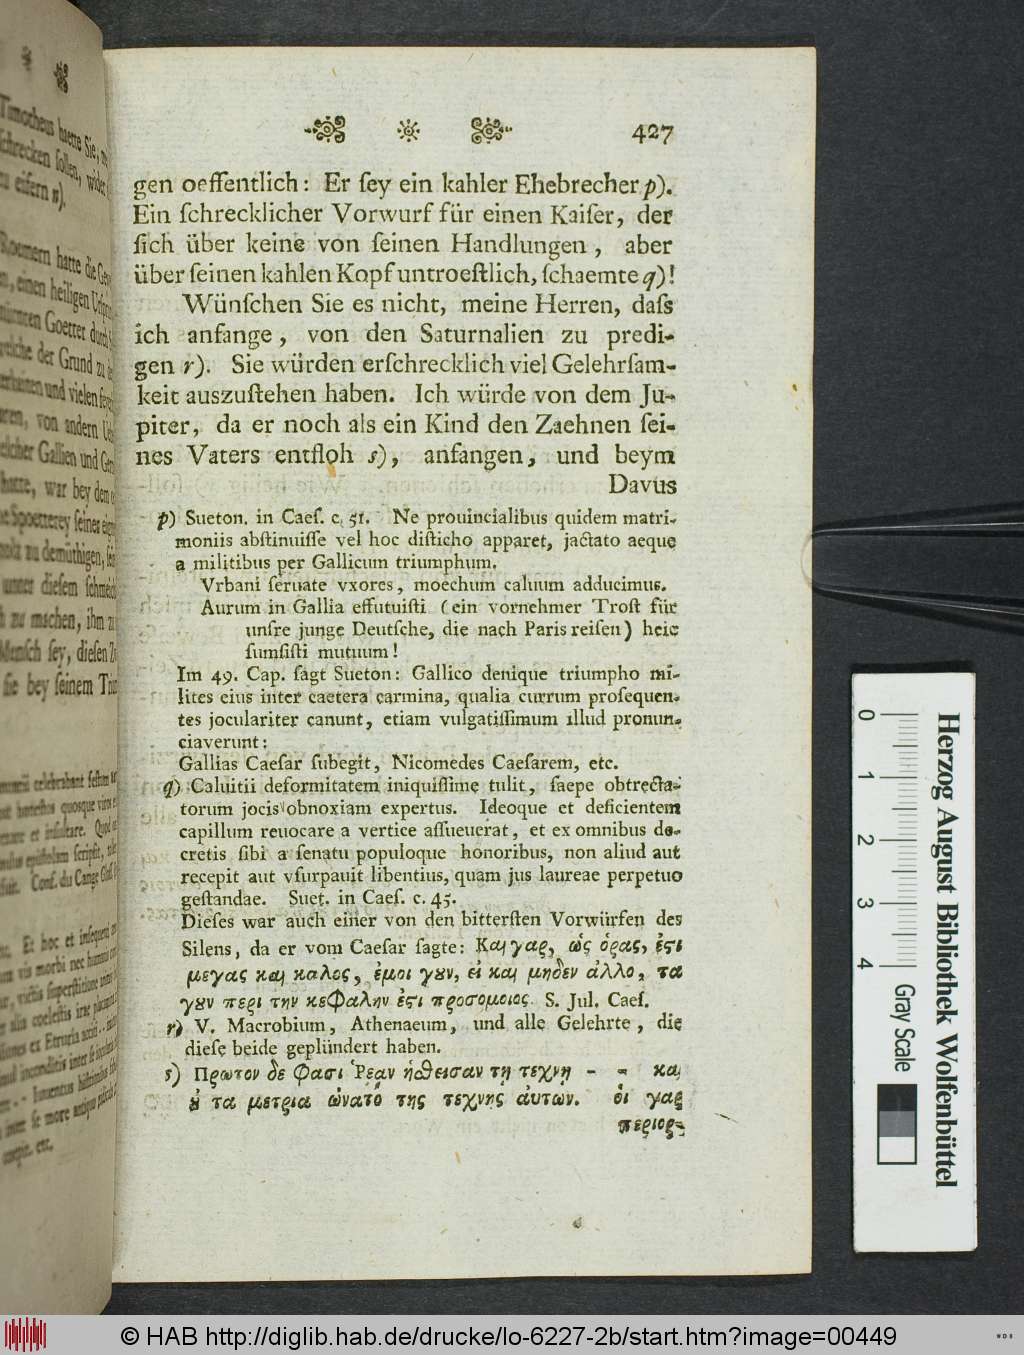 427
gen oeffentlich: Er ſey ein kahler Ehebrecher p).
Ein ſchrecklicher Vorwurf für einen Kaiſer, der
ſich über keine von ſeinen Handlungen, aber
über ſeinen kahlen Kopf untroeſtlich, ſchaemte q)!
Wünſchen Sie es nicht, meine Herren, daſs
ich anfange, von den Saturnalien zu predi-
gen r). Sie würden erſchrecklich viel Gelehrſam-
keit auszuſtehen haben. Ich würde von dem Ju-
piter, da er noch als ein Kind den Zaehnen ſei-
nes Vaters entfloh s), anfangen, und beym
Davus
p) Sueton. in Caeſ. c. 51. Ne prouincialibus quidem matri-
moniis abſtinuiſſe vel hoc diſticho apparet, jactato aeque
a militibus per Gallicum triumphum.
Vrbani ſeruate vxores, moechum caluum adducimus.
Aurum in Gallia effutuiſti (ein vornehmer Troſt für
unſre junge Deutſche, die nach Paris reiſen) heic
ſumſiſti mutuum!
Im 49. Cap. ſagt Sueton: Gallico denique triumpho mi-
lites eius inter caetera carmina, qualia currum proſequen-
tes joculariter canunt, etiam vulgatiſſimum illud pronun-
ciaverunt:
Gallias Caeſar ſubegit, Nicomedes Caeſarem, etc.
q) Caluitii deformitatem iniquiſſime tulit, ſaepe obtrecta-
torum jocis obnoxiam expertus. Ideoque et deficientem
capillum reuocare a vertice aſſueuerat, et ex omnibus de-
cretis ſibi a ſenatu populoque honoribus, non aliud aut
recepit aut vſurpauit libentius, quam jus laureae perpetuo
geſtandae. Suet. in Caeſ. c. 45.
Dieſes war auch einer von den bitterſten Vorwürfen des
Silens, da er vom Caeſar ſagte: Και γαρ, ὡς ὁρας, ἐϛι
μεγας και καλος, ἐμοι γουν, ἐι και μηδεν ἀλλο, τα
γουν περι την κεφαλην ἐϛι προσομοιος. S. Jul. Caeſ.
r) V. Macrobium, Athenaeum, und alle Gelehrte, die
dieſe beide geplündert haben.
s) Πρωτον δε φασι Ῥεαν ἡσθεισαν τῃ τεχνῃ - - και
ȣ τα μετρια ὠνατο της τεχνης ἀυτων. ὁι γαρ
περιορ-
Herzog August Bibliothek Wolfenbüttel
0 1 2 3 4 Gray Scale
© HAB http://diglib.hab.de/drucke/lo-6227-2b/start.htm?image=00449